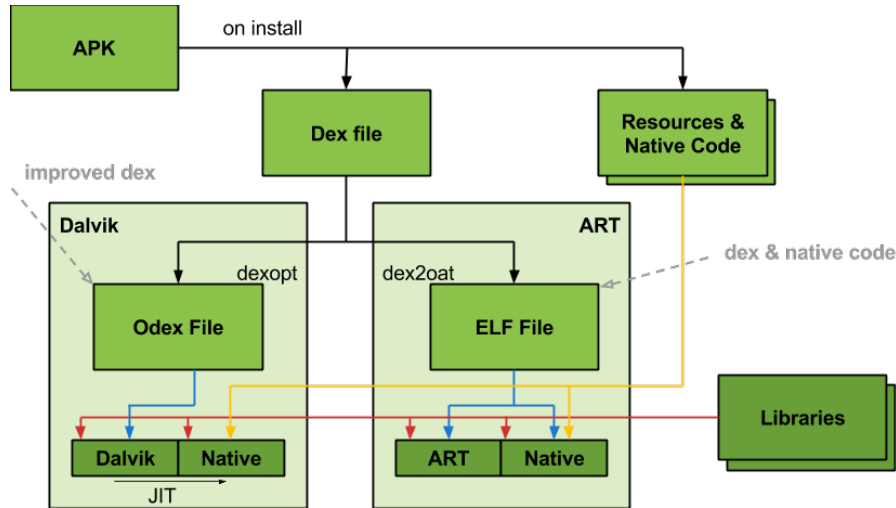 on install
APK
Dex file
Resources &
Native Code
improved dex
Dalvik
ART
dexopt
dex2oat
dex & native code
Odex File
ELF File
Libraries
Dalvik
Native
ART
Native
JIT